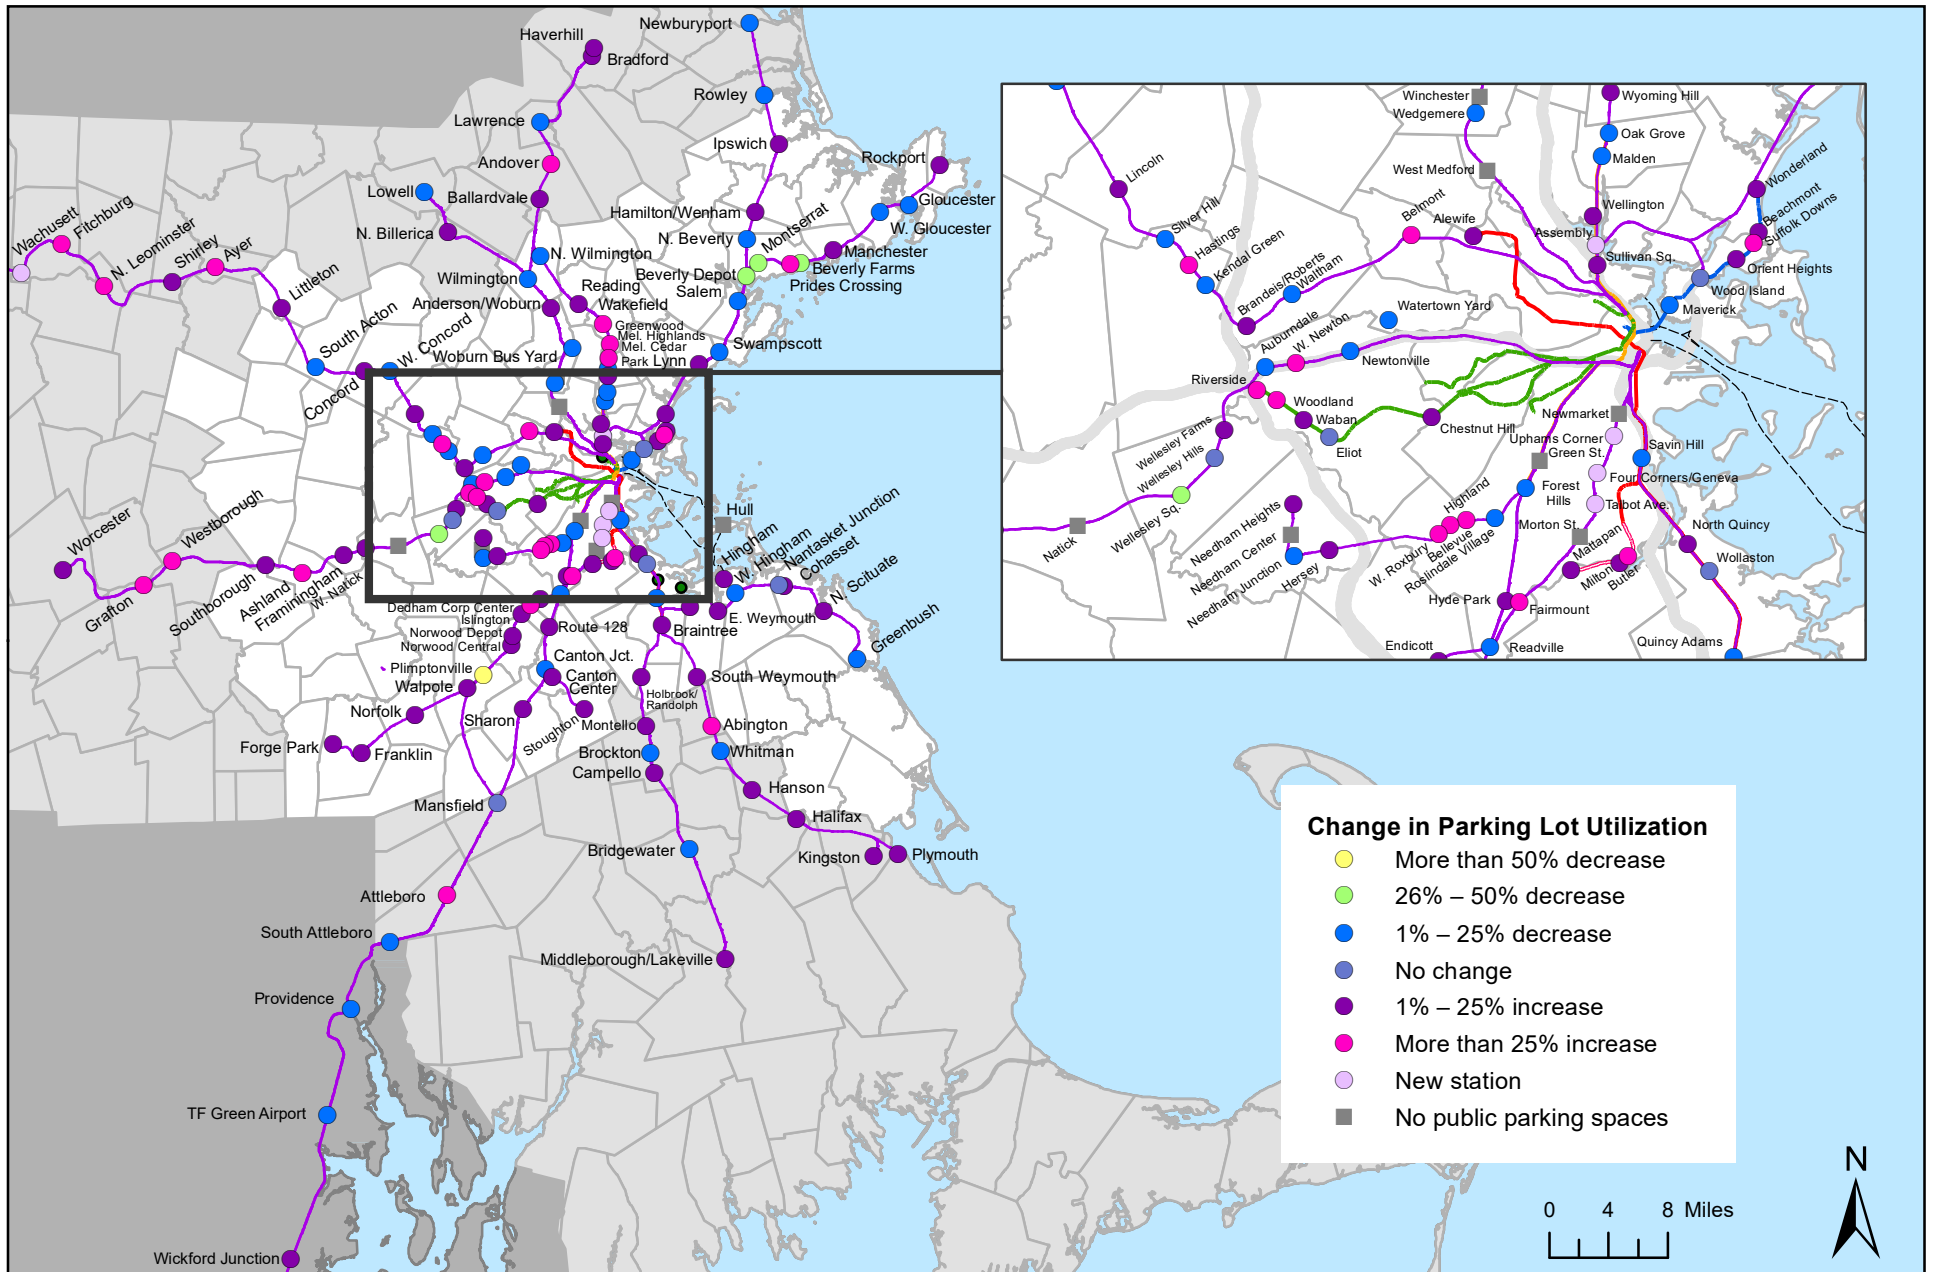 Newburyport
Haverhill
Bradford
Rowley
Lawrence
Ipswich
Andover
Rockport
Lowell
Ballardvale
Gloucester
Hamilton/Wenham
W. Gloucester
N. Billerica
N. Beverly
Montserrat
Manchester
Wachusett
Fitchburg
N. Leominster
Shirley
Ayer
Littleton
N. Wilmington
Wilmington
Beverly Depot
Beverly Farms
Prides Crossing
Salem
Reading
Wakefield
Anderson/Woburn
Greenwood
Mel. Highlands
Mel. Cedar
Park
Lynn
Swampscott
South Acton
W. Concord
Woburn Bus Yard
Concord
Worcester
Westborough
Grafton
Southborough
Ashland
Framingham
W. Natick
Hull
Hingham
W. Hingham
Nantasket Junction
Cohasset
N. Scituate
Greenbush
E. Weymouth
Dedham Corp Center
Islington
Norwood Depot
Norwood Central
Route 128
Braintree
Plimptonville
Walpole
Canton Jct.
Canton
Center
South Weymouth
Holbrook/
Randolph
Norfolk
Sharon
Stoughton
Montello
Abington
Forge Park
Franklin
Brockton
Whitman
Campello
Hanson
Mansfield
Halifax
Bridgewater
Kingston
Plymouth
Attleboro
South Attleboro
Middleborough/Lakeville
Providence
TF Green Airport
Wickford Junction
Winchester
Wedgemere
Wyoming Hill
Oak Grove
Malden
West Medford
Lincoln
Wonderland
Silver Hill
Belmont
Alewife
Wellington
Beachmont
Suffolk Downs
Hastings
Assembly
Kendal Green
Sullivan Sq.
Orient Heights
Brandeis/Roberts
Waltham
Wood Island
Watertown Yard
Maverick
Auburndale
W. Newton
Newtonville
Riverside
Woodland
Waban
Chestnut Hill
Newmarket
Wellesley Farms
Uphams Corner
Green St.
Savin Hill
Wellesley Hills
Eliot
Four Corners/Geneva
Forest
Hills
Highland
Talbot Ave.
Wellesley Sq.
Natick
Needham Heights
Needham Center
Needham Junction
Hersey
W. Roxbury
Bellevue
Roslindale Village
Morton St.
Mattapan
Milton
Butler
North Quincy
Wollaston
Hyde Park
Fairmount
Endicott
Readville
Quincy Adams
Change in Parking Lot Utilization
More than 50% decrease
26% – 50% decrease
1% – 25% decrease
No change
1% – 25% increase
More than 25% increase
New station
No public parking spaces
N
0 4 8 Miles